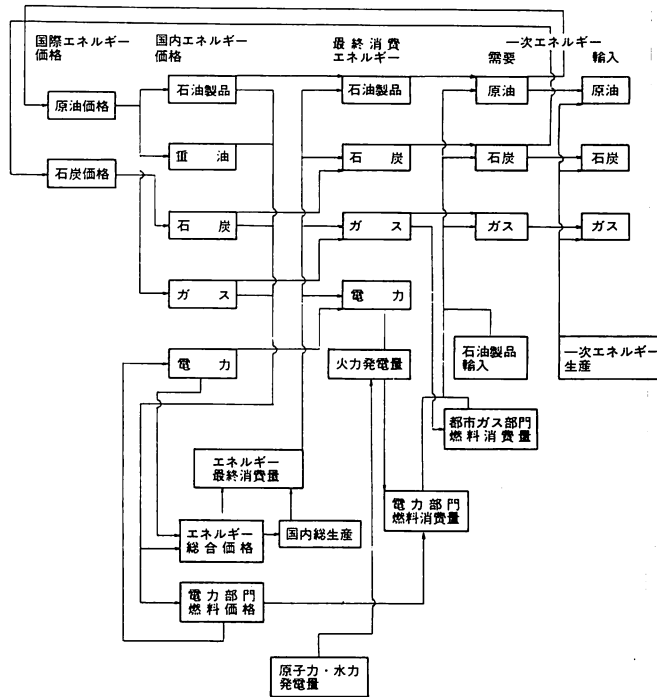 国際エネルギー
価格
国内エネルギー
価格
最終消費
エネルギー
一次エネルギー
需要
輸入
原油価格
石炭価格
石油製品
重油
石炭
ガス
電力
石油製品
石炭
ガス
電力
火力発電量
原油
石炭
ガス
原油
石炭
ガス
石油製品
輸入
一次エネルギー
生産
都市ガス部門
燃料消費量
電力部門
燃料消費量
エネルギー
最終消費量
エネルギー
総合価格
国内総生産
電力部門
燃料価格
原子力・水力
発電量